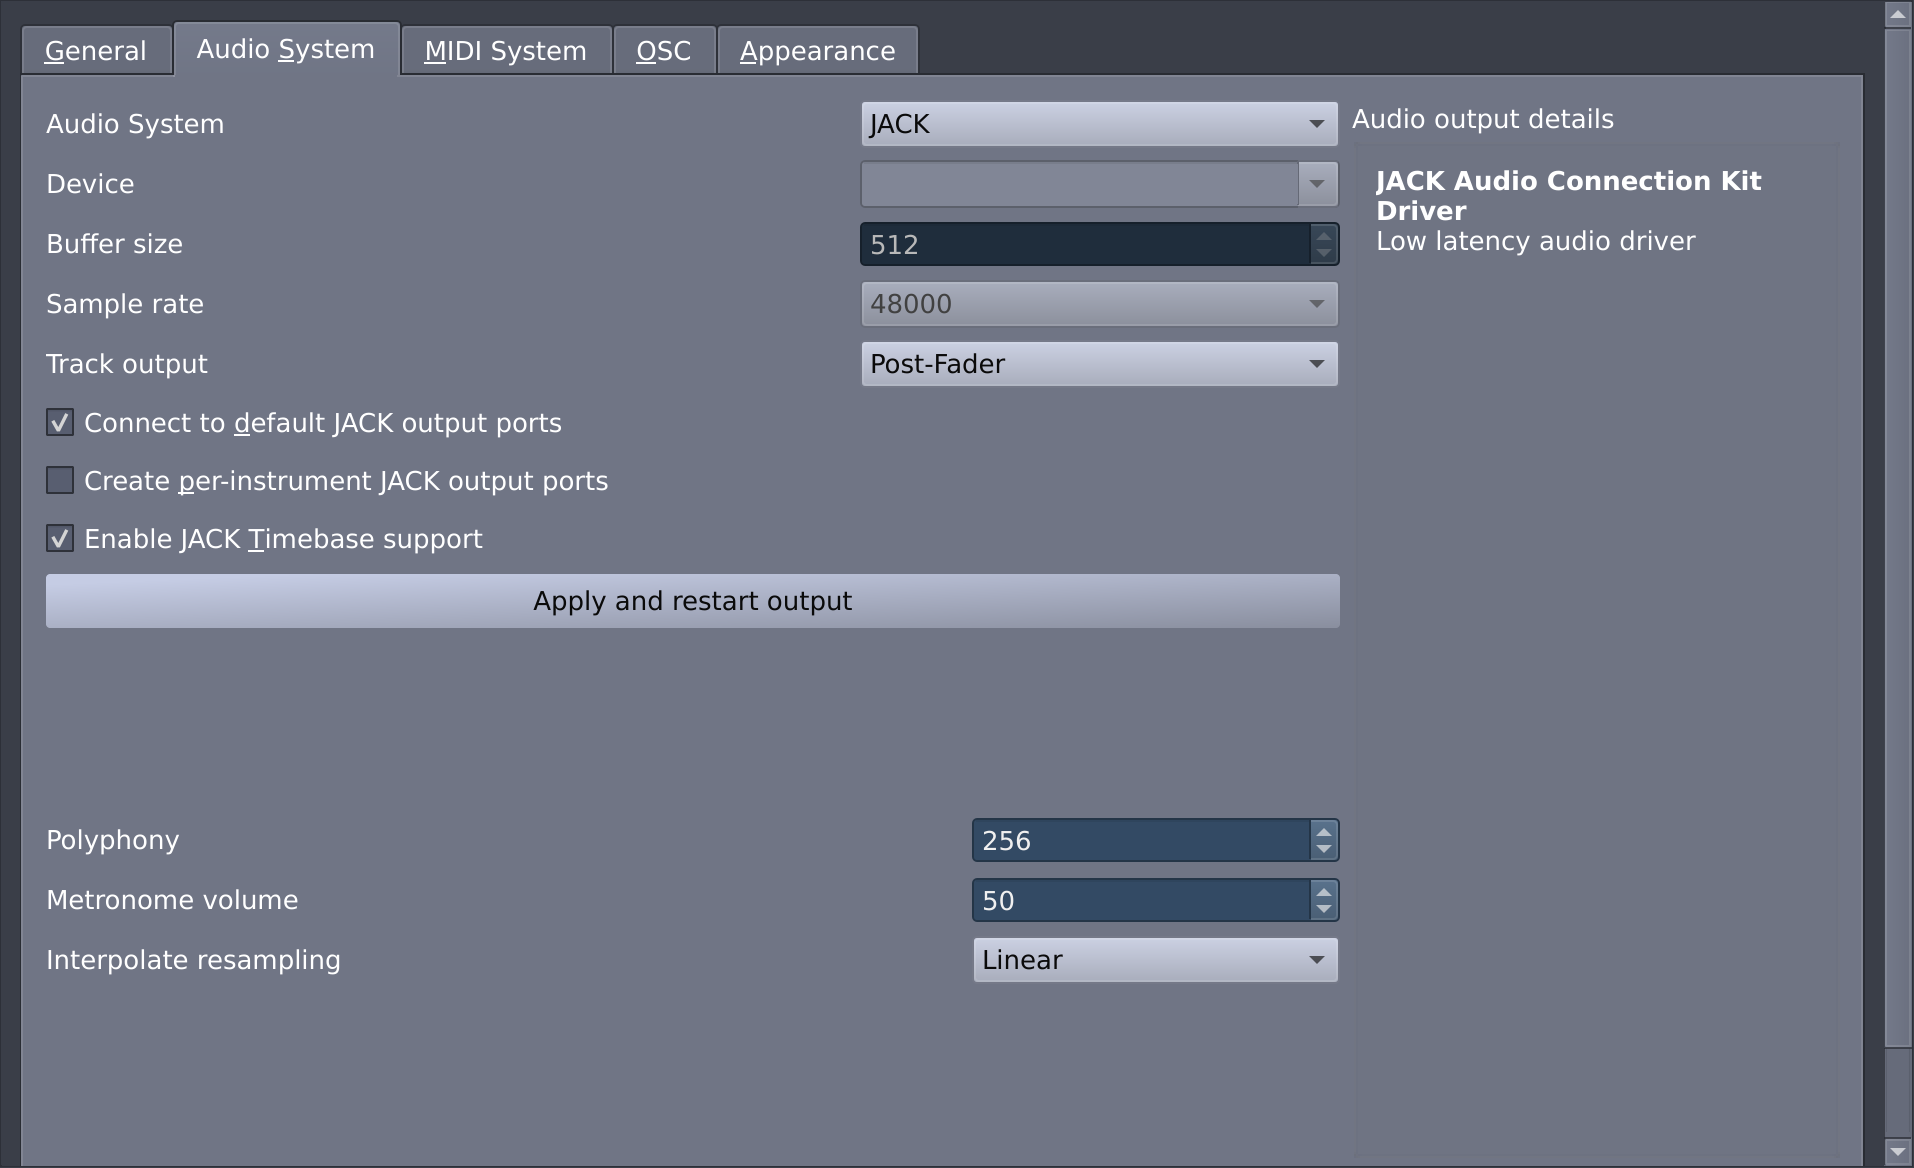 General
Audio System
MIDI System
OSC
Appearance
Audio System
JACK
Audio output details
Device
JACK Audio Connection Kit
Driver
Low latency audio driver
Buffer size
512
Sample rate
48000
Track output
Post-Fader
Connect to default JACK output ports
Create per-instrument JACK output ports
Enable JACK Timebase support
Apply and restart output
Polyphony
256
Metronome volume
50
Interpolate resampling
Linear